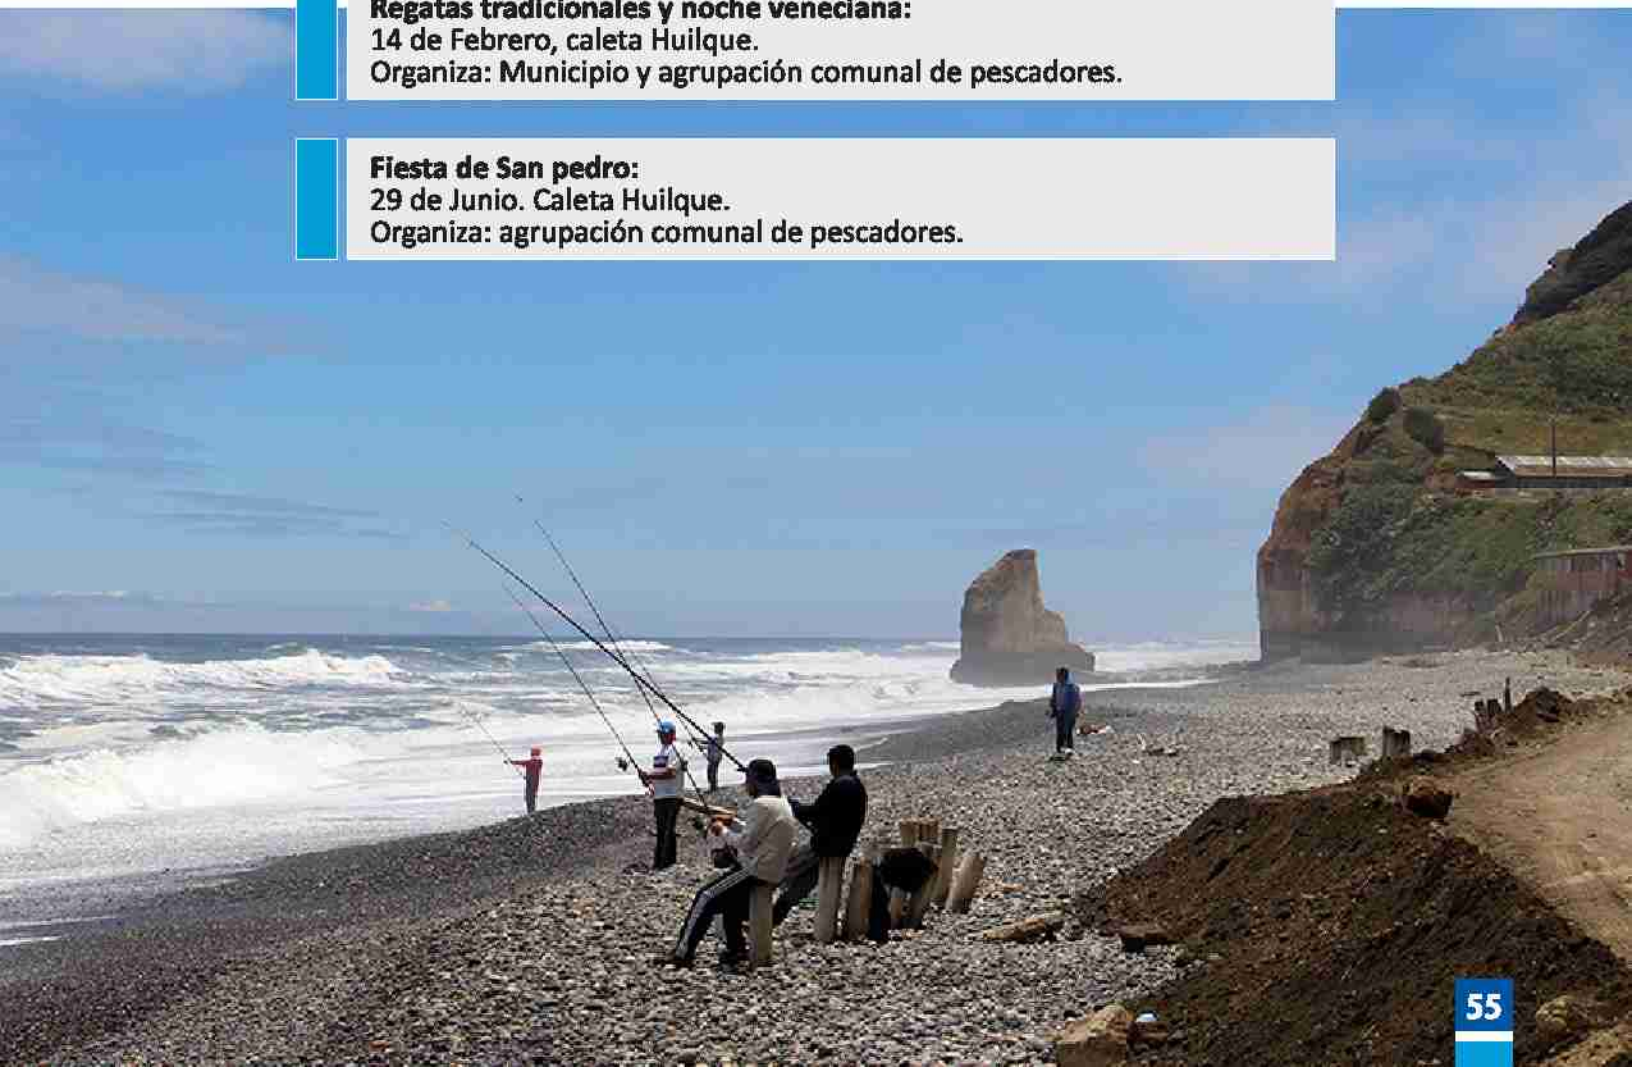 Regatas tradicionales y noche veneciana:
14 de Febrero, caleta Huilque.
Organiza: Municipio y agrupación comunal de pescadores.
Fiesta de San pedro:
29 de Junio. Caleta Huilque.
Organiza: agrupación comunal de pescadores.
55